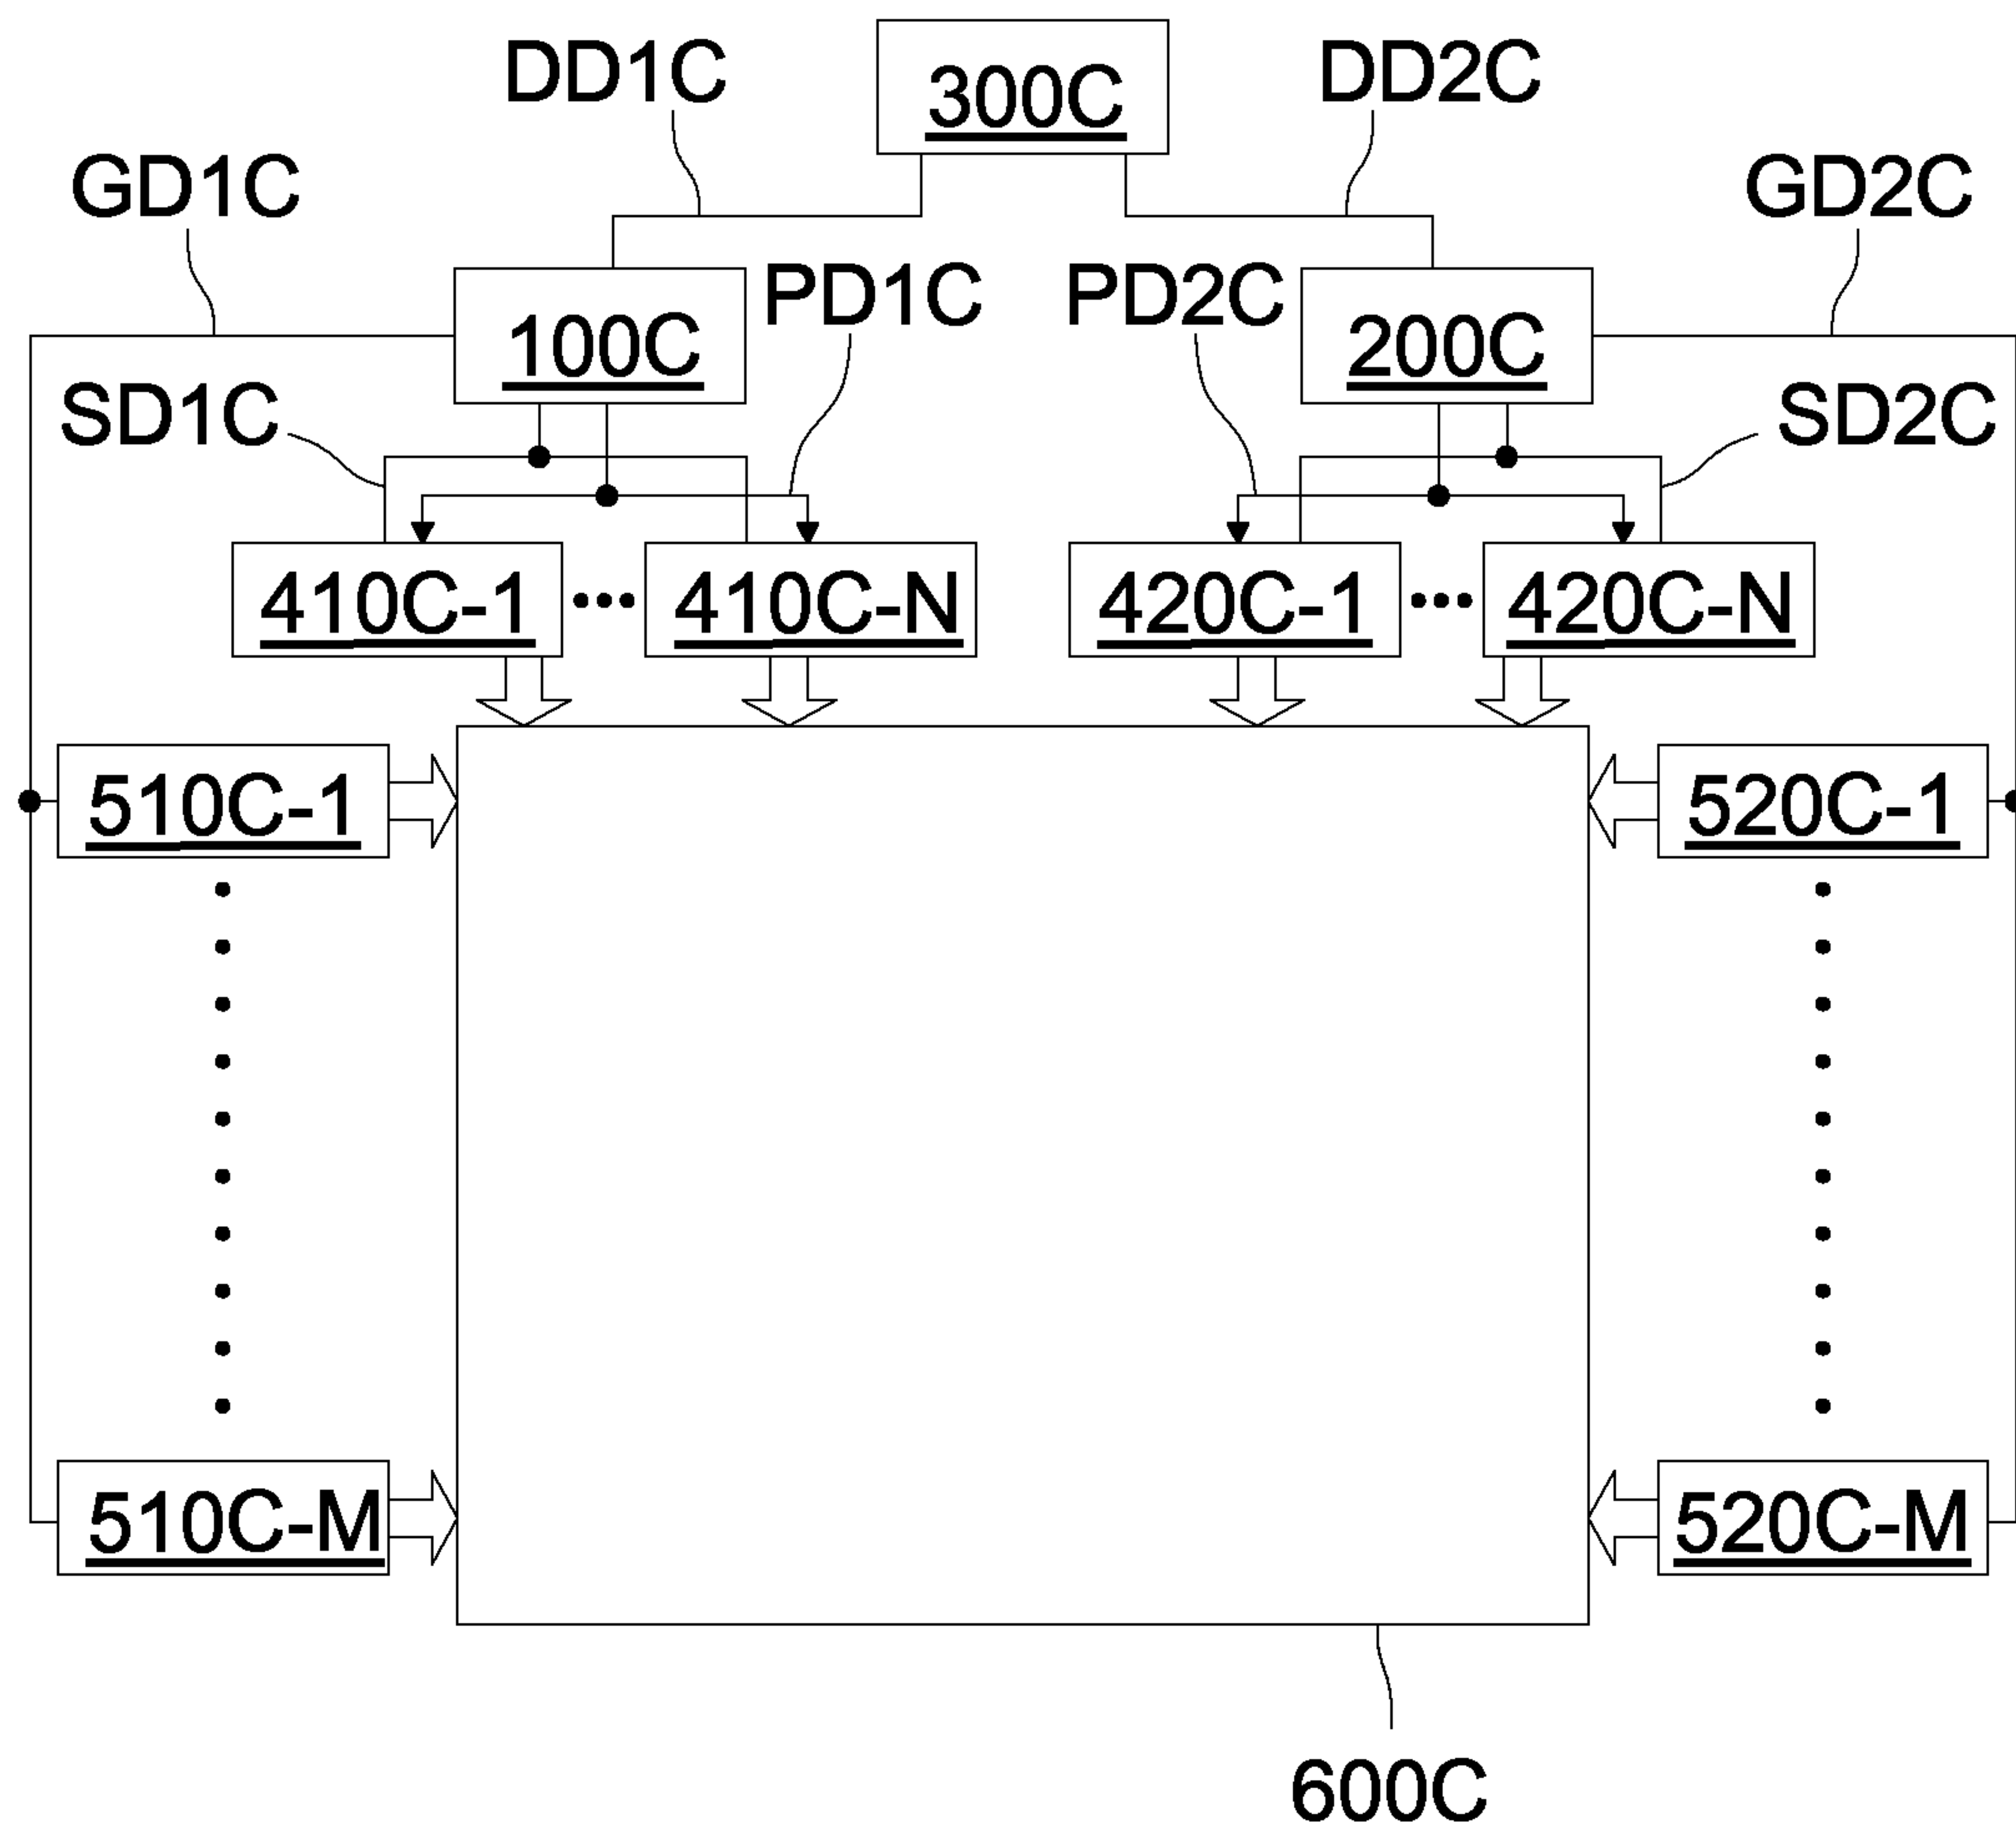 DD1C
300C
DD2C
GD1C
GD2C
100C
PD1C
PD2C
200C
SD1C
SD2C
410C-1
410C-N
420C-1
420C-N
510C-1
520C-1
510C-M
520C-M
600C